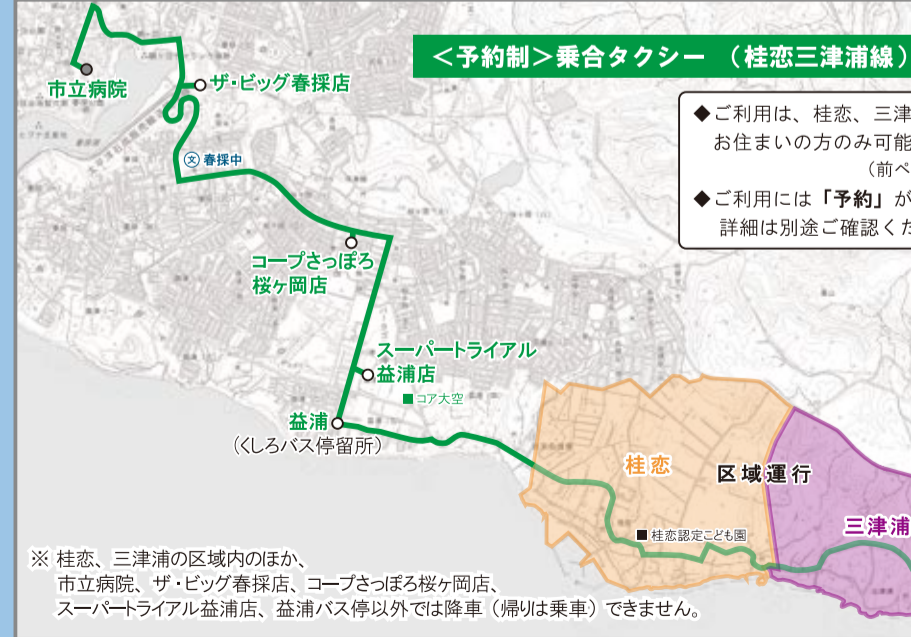 ＜予約制＞乗合タクシー （桂恋三津浦線）
◆ご利用は、桂恋、三津
お住まいの方のみ可能
（前ペ
◆ご利用には「予約」が
詳細は別途ご確認くだ
市立病院
ザ・ビッグ春採店
文 春採中
コープさっぽろ
桜ヶ岡店
スーパートライアル
益浦店
■コア大空
益浦
（くしろバス停留所）
桂恋
区域運行
三津浦
■桂恋認定こども園
※ 桂恋、三津浦の区域内のほか、
市立病院、ザ・ビッグ春採店、コープさっぽろ桜ヶ岡店、
スーパートライアル益浦店、益浦バス停以外では降車（帰りは乗車）できません。